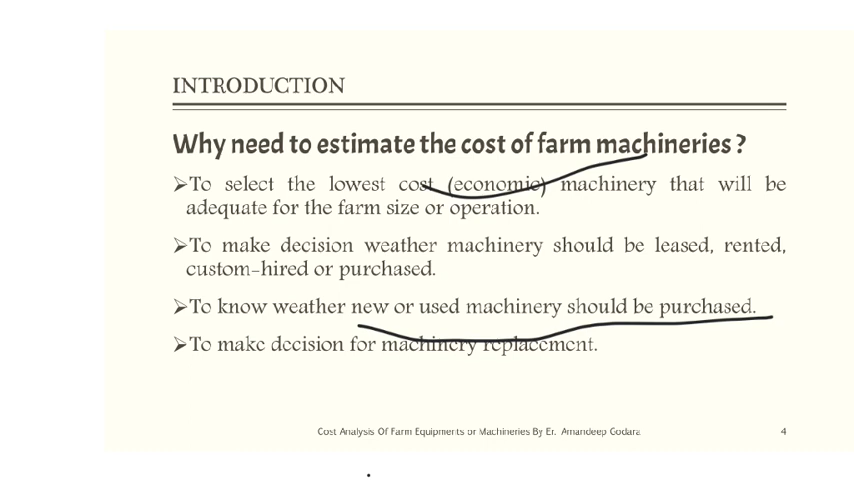 INTRODUCTION
Why need to estimate the cost of farm machineries ?
➢To select the lowest cost (economic) machinery that will be
adequate for the farm size or operation.
➢To make decision weather machinery should be leased, rented,
custom-hired or purchased.
➢To know weather new or used machinery should be purchased.
➢To make decision for machinery replacement.
Cost Analysis Of Farm Equipments or Machineries By Er. Amandeep Godara
4